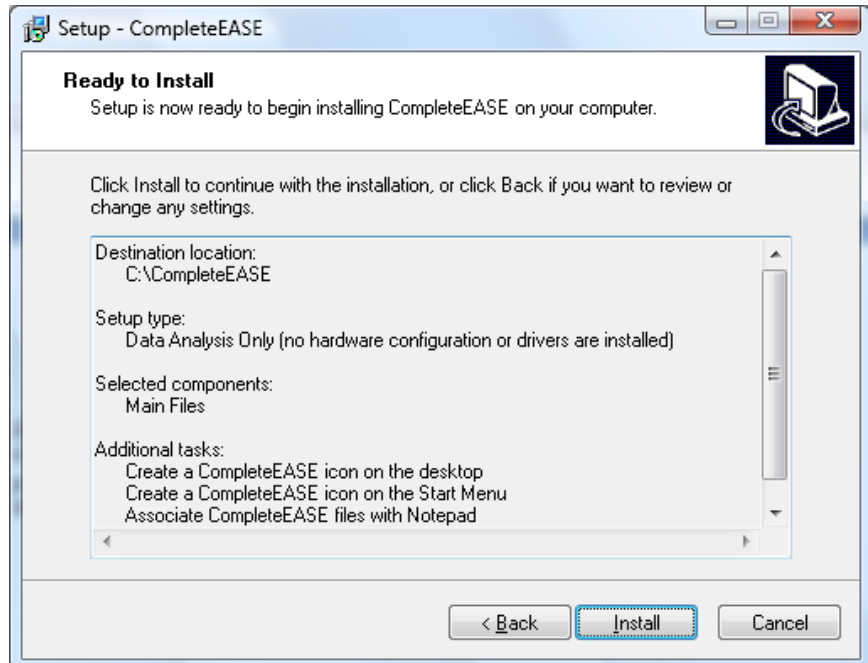 Setup - CompleteEASE
Ready to Install
Setup is now ready to begin installing CompleteEASE on your computer.
Click Install to continue with the installation, or click Back if you want to review or
change any settings.
Destination location:
C:\CompleteEASE
Setup type:
Data Analysis Only (no hardware configuration or drivers are installed)
Selected components:
Main Files
Additional tasks:
Create a CompleteEASE icon on the desktop
Create a CompleteEASE icon on the Start Menu
Associate CompleteEASE files with Notepad
< Back Install Cancel